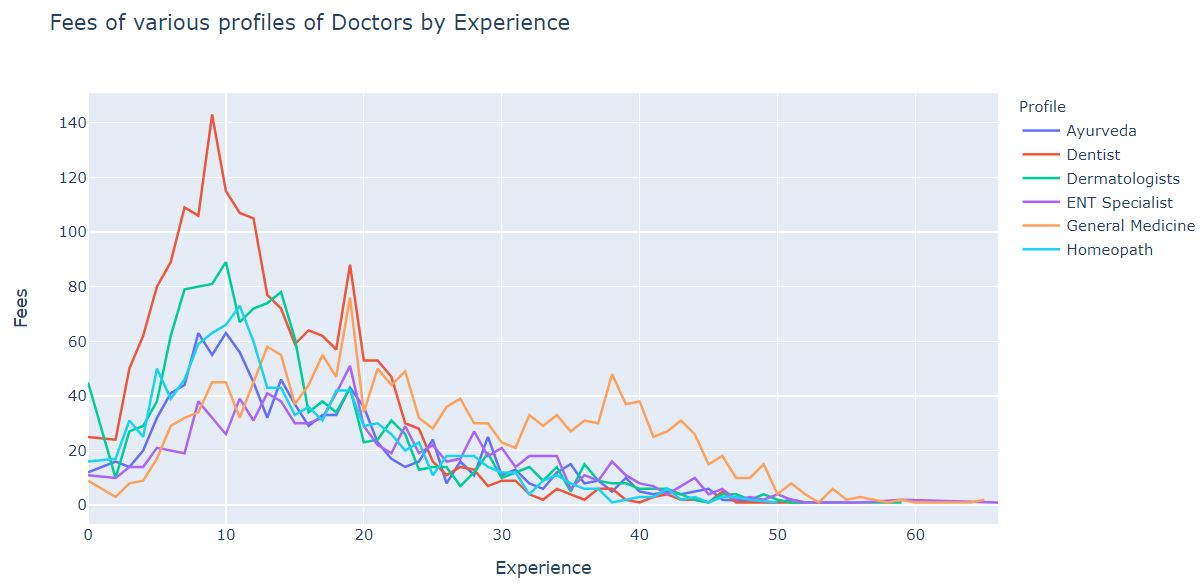 Fees of various profiles of Doctors by Experience
Profile
Ayurveda
Dentist
Dermatologists
ENT Specialist
General Medicine
Homeopath
140
120
100
80
60
40
20
0
Fees
0 10 20 30 40 50 60
Experience